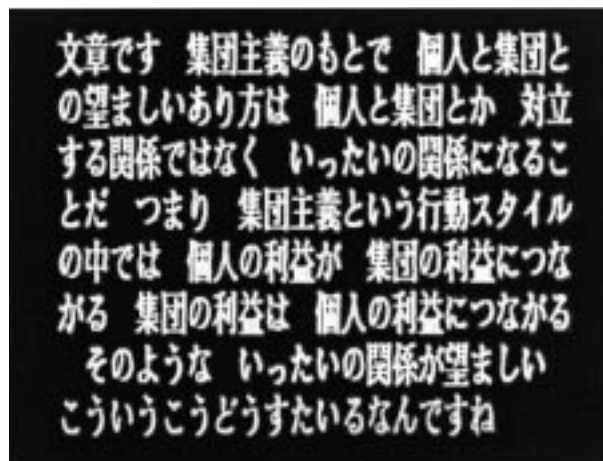 文章です　集団主義のもとで　個人と集団と
の望ましいあり方は　個人と集団とか　対立
する関係ではなく　いったいの関係になるこ
とだ　つまり　集団主義という行動スタイル
の中では　個人の利益が　集団の利益につな
がる　集団の利益は　個人の利益につながる
　そのような　いったいの関係が望ましい
こういうこうどうすたいるなんですね